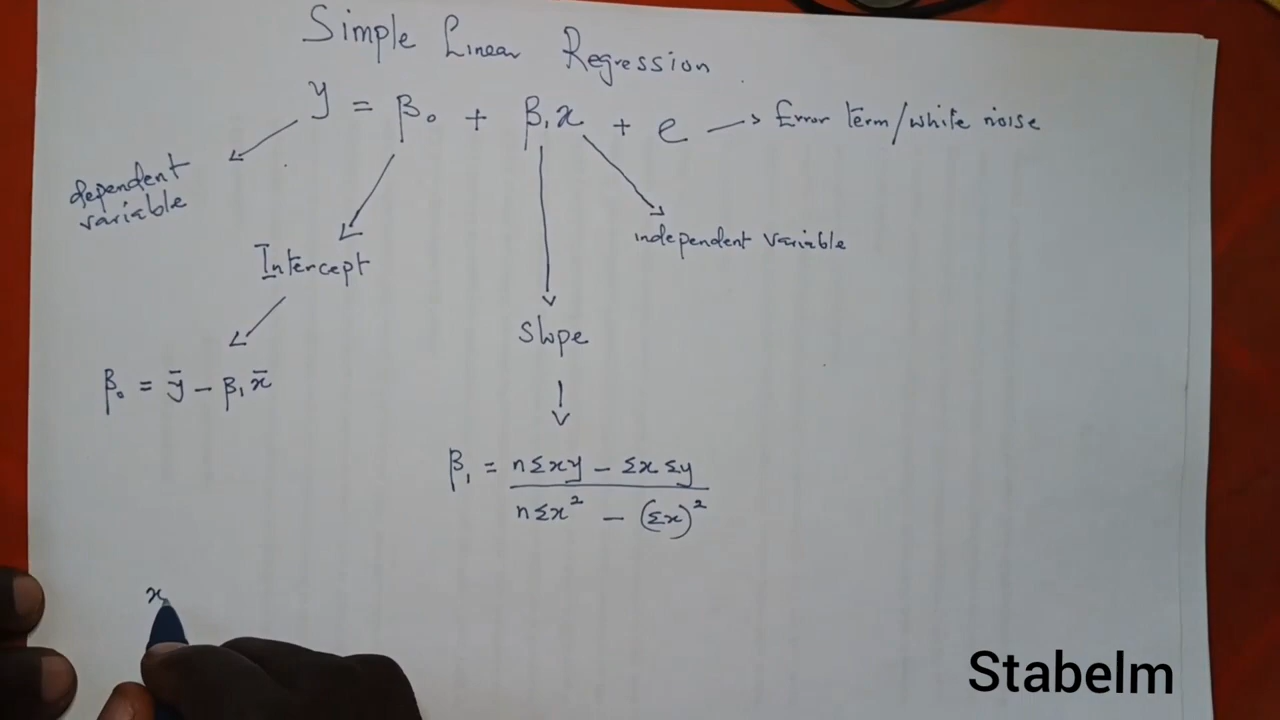 Simple Linear Regression
y = β₀ + β₁x + e → Error term/white noise
dependent
variable
independent variable
Intercept
Slope
β₀ = ȳ − β₁x̄
β₁ = nΣxy − ΣxΣy
nΣx² − (Σx)²
x
Stabelm